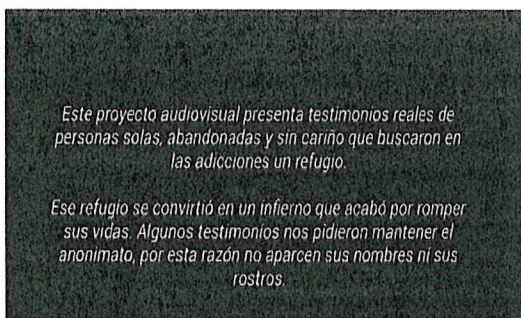 Este proyecto audiovisual presenta testimonios reales de
personas solas, abandonadas y sin cariño que buscaron en
las adicciones un refugio.
Ese refugio se convirtió en un infierno que acabó por romper
sus vidas. Algunos testimonios nos pidieron mantener el
anonimato, por esta razón no aparcen sus nombres ni sus
rostros.